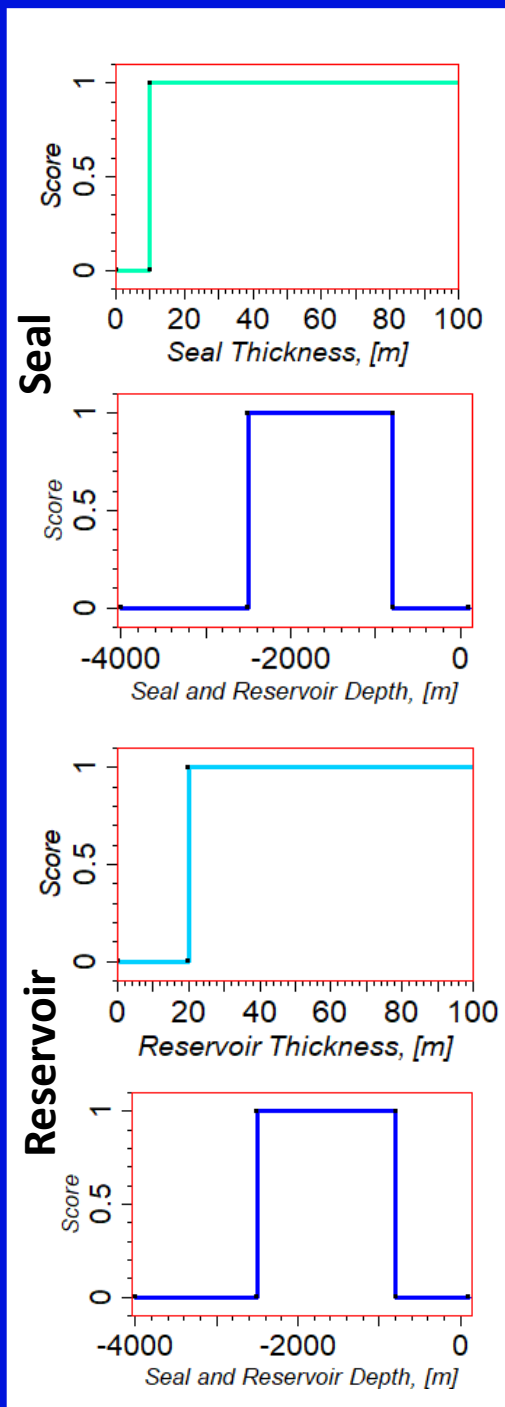 Seal
Score
1
0.5
0
0 20 40 60 80 100
Seal Thickness, [m]
Score
1
0.5
0
-4000 -2000 0
Seal and Reservoir Depth, [m]
Reservoir
Score
1
0.5
0
0 20 40 60 80 100
Reservoir Thickness, [m]
Score
1
0.5
0
-4000 -2000 0
Seal and Reservoir Depth, [m]